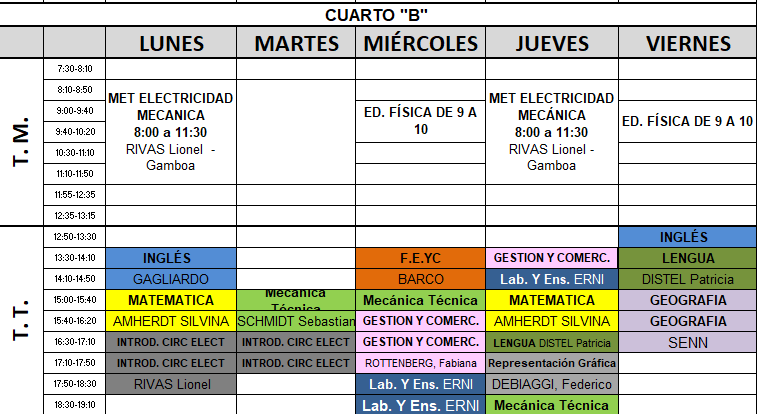 CUARTO "B"
LUNES MARTES MIÉRCOLES JUEVES VIERNES
T. M.
7:30-8:10
8:10-8:50
9:00-9:40
9:40-10:20
10:30-11:10
11:10-11:50
11:55-12:35
12:35-13:15
MET ELECTRICIDAD
MECANICA
8:00 a 11:30
RIVAS Lionel -
Gamboa
ED. FÍSICA DE 9 A
10
MET ELECTRICIDAD
MECÁNICA
8:00 a 11:30
RIVAS Lionel -
Gamboa
ED. FÍSICA DE 9 A 10
T. T.
12:50-13:30 INGLÉS
13:30-14:10 INGLÉS F.E.YC GESTION Y COMERC. LENGUA
14:10-14:50 GAGLIARDO BARCO Lab. Y Ens. ERNI DISTEL Patricia
15:00-15:40 MATEMATICA Mecánica Técnica Mecánica Técnica MATEMATICA GEOGRAFIA
15:40-16:20 AMHERDT SILVINA SCHMIDT Sebastian GESTION Y COMERC. AMHERDT SILVINA GEOGRAFIA
16:30-17:10 INTROD. CIRC ELECT INTROD. CIRC ELECT GESTION Y COMERC. LENGUA DISTEL Patricia SENN
17:10-17:50 INTROD. CIRC ELECT INTROD. CIRC ELECT ROTTENBERG, Fabiana Representación Gráfica
17:50-18:30 RIVAS Lionel Lab. Y Ens. ERNI DEBIAGGI, Federico
18:30-19:10 Lab. Y Ens. ERNI Mecánica Técnica